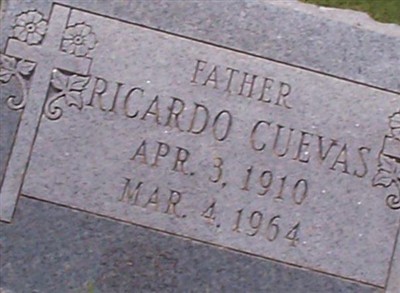 FATHER
RICARDO CUEVAS
APR. 3, 1910
MAR. 4, 1964